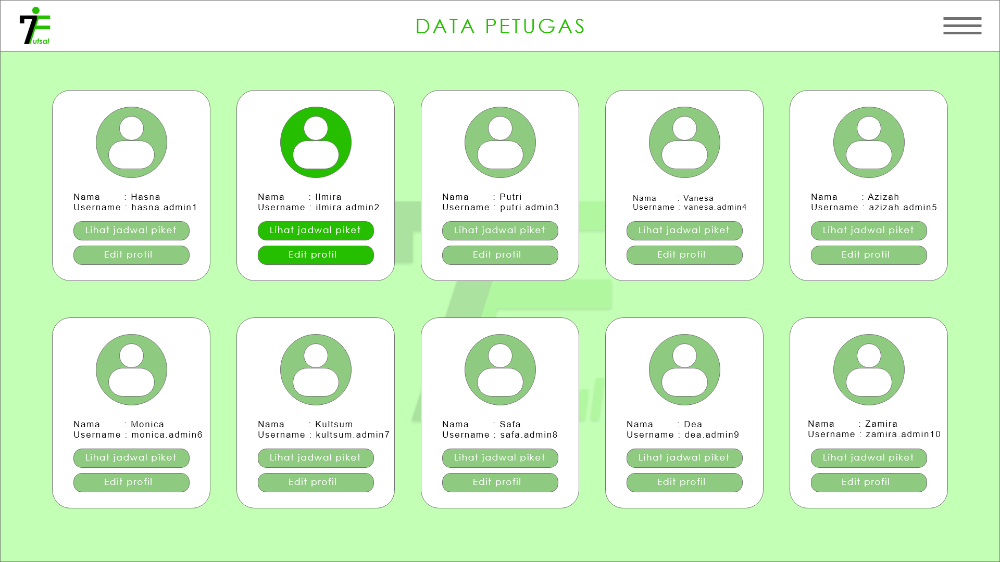 7F
utsal
DATA PETUGAS
Nama : Hasna
Username : hasna.admin1
Lihat jadwal piket
Edit profil
Nama : Ilmira
Username : ilmira.admin2
Lihat jadwal piket
Edit profil
Nama : Putri
Username : putri.admin3
Lihat jadwal piket
Edit profil
Nama : Vanesa
Username : vanesa.admin4
Lihat jadwal piket
Edit profil
Nama : Azizah
Username : azizah.admin5
Lihat jadwal piket
Edit profil
Nama : Monica
Username : monica.admin6
Lihat jadwal piket
Edit profil
Nama : Kultsum
Username : kultsum.admin7
Lihat jadwal piket
Edit profil
Nama : Safa
Username : safa.admin8
Lihat jadwal piket
Edit profil
Nama : Dea
Username : dea.admin9
Lihat jadwal piket
Edit profil
Nama : Zamira
Username : zamira.admin10
Lihat jadwal piket
Edit profil